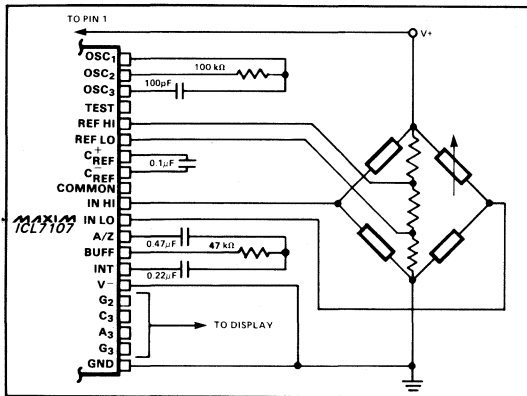 TO PIN 1
V+
OSC1
OSC2
100 kΩ
OSC3
100pF
TEST
REF HI
REF LO
C+REF
0.1µF
C−REF
COMMON
IN HI
MAXIM
ICL7107
IN LO
A/Z
0.47µF
47 kΩ
BUFF
INT
0.22µF
V−
G2
C3
TO DISPLAY
A3
G3
GND